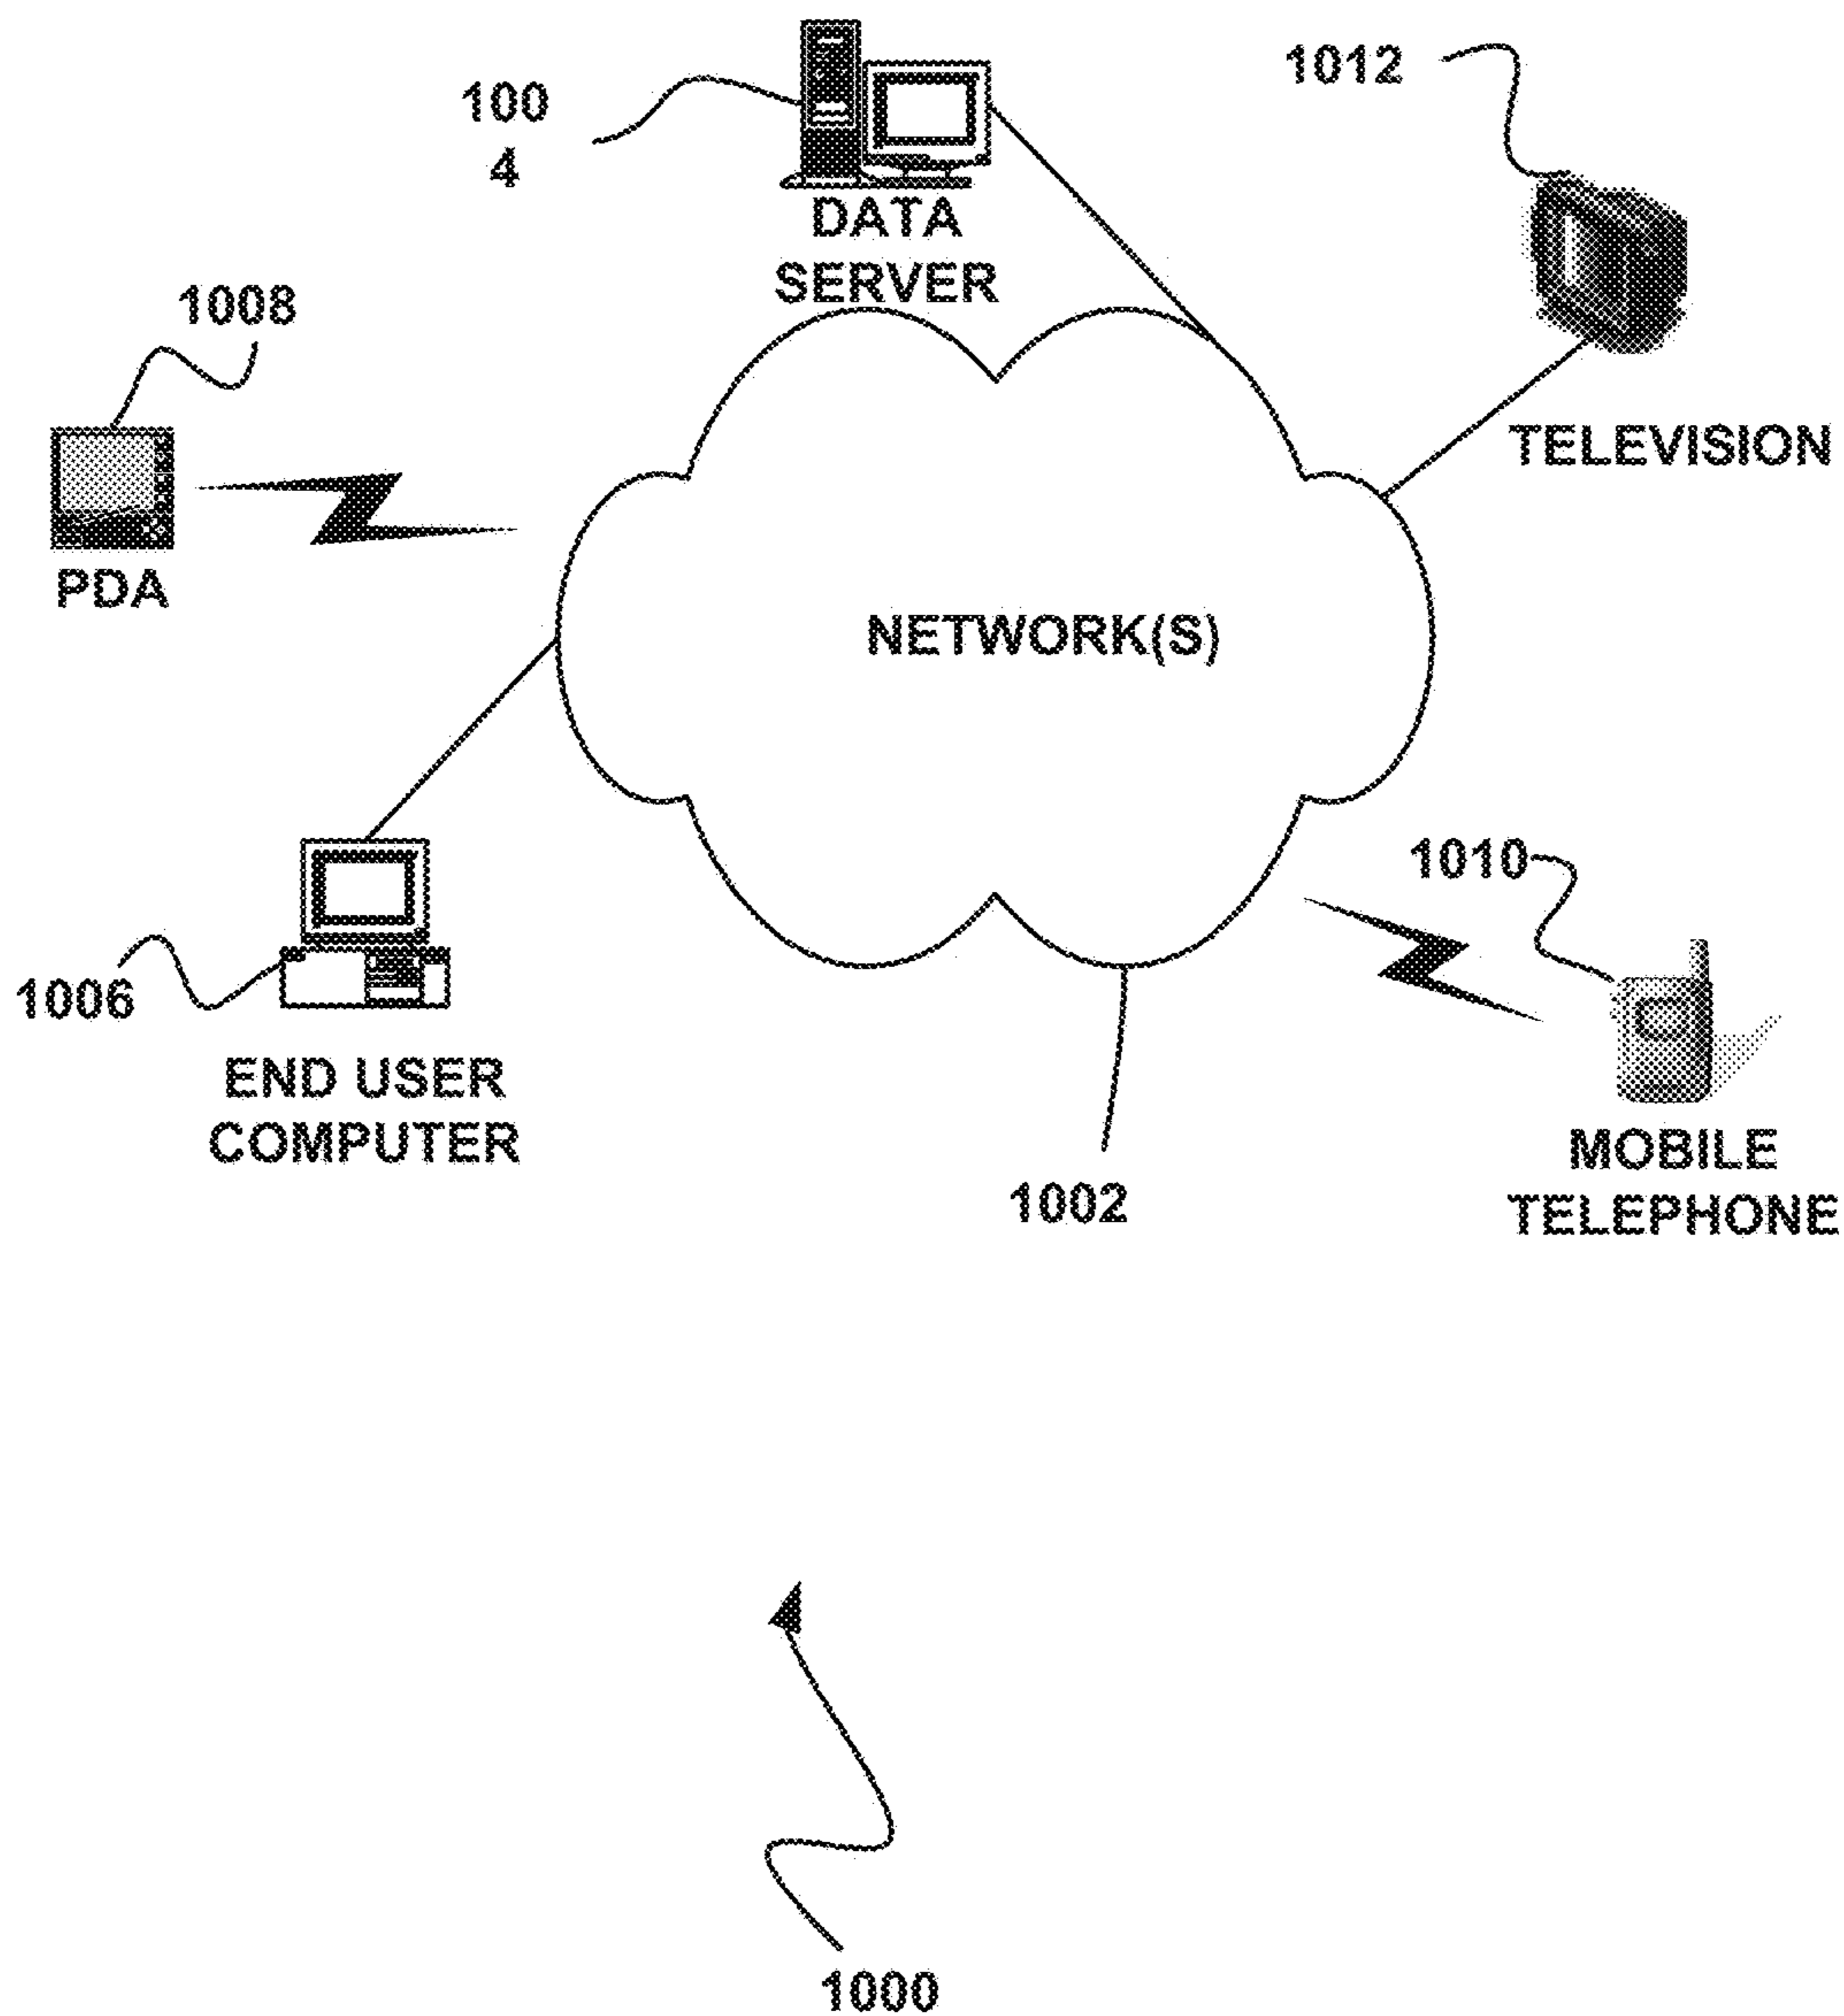 1012
100
4
DATA
SERVER
1008
TELEVISION
PDA
NETWORK(S)
1010
1006
END USER
COMPUTER
MOBILE
TELEPHONE
1002
1000